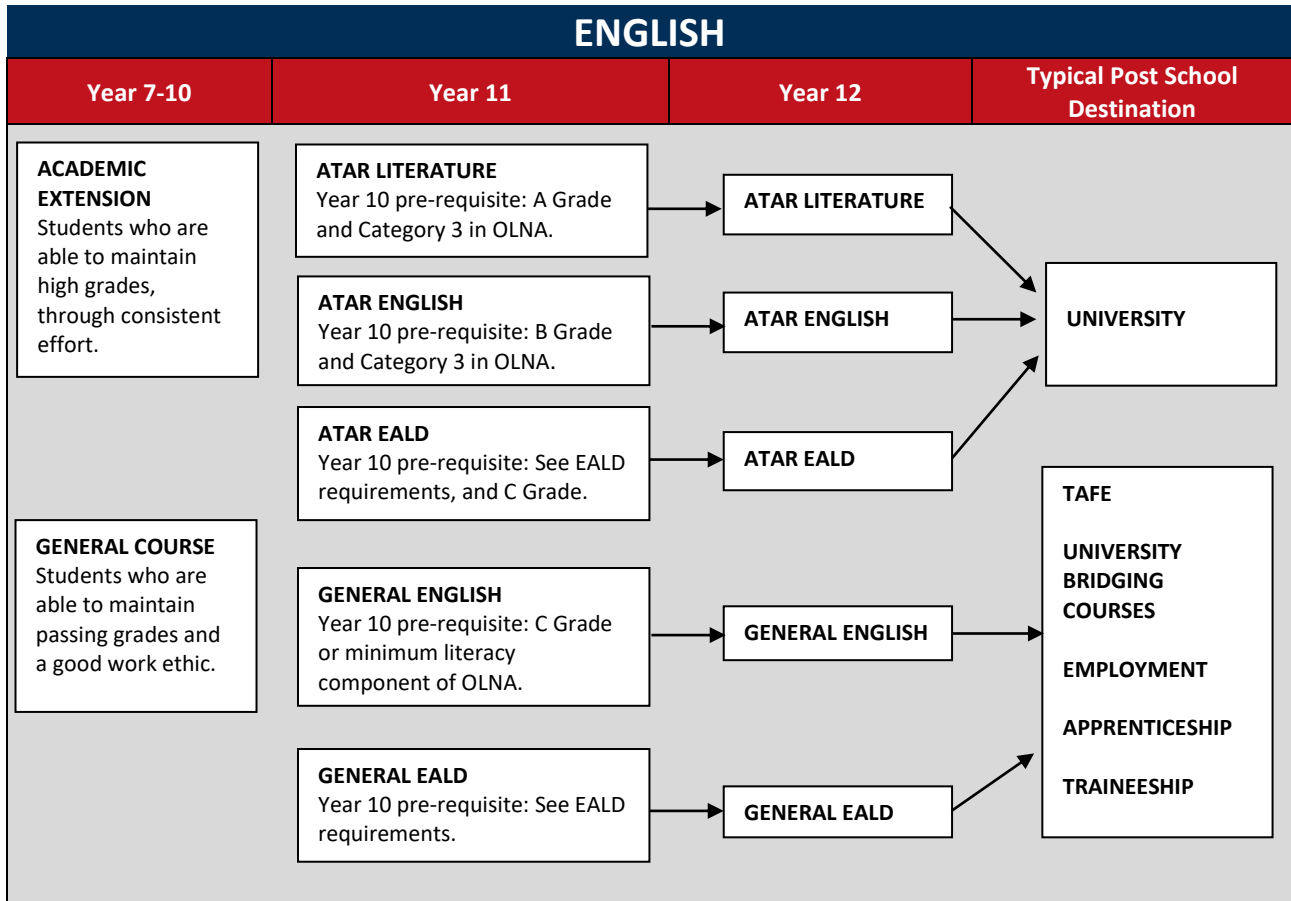 ENGLISH
Year 7-10
Year 11
Year 12
Typical Post School
Destination
ACADEMIC
EXTENSION
Students who are
able to maintain
high grades,
through consistent
effort.
GENERAL COURSE
Students who are
able to maintain
passing grades and
a good work ethic.
ATAR LITERATURE
Year 10 pre-requisite: A Grade
and Category 3 in OLNA.
ATAR ENGLISH
Year 10 pre-requisite: B Grade
and Category 3 in OLNA.
ATAR EALD
Year 10 pre-requisite: See EALD
requirements, and C Grade.
GENERAL ENGLISH
Year 10 pre-requisite: C Grade
or minimum literacy
component of OLNA.
GENERAL EALD
Year 10 pre-requisite: See EALD
requirements.
ATAR LITERATURE
ATAR ENGLISH
ATAR EALD
GENERAL ENGLISH
GENERAL EALD
UNIVERSITY
TAFE
UNIVERSITY
BRIDGING
COURSES
EMPLOYMENT
APPRENTICESHIP
TRAINEESHIP